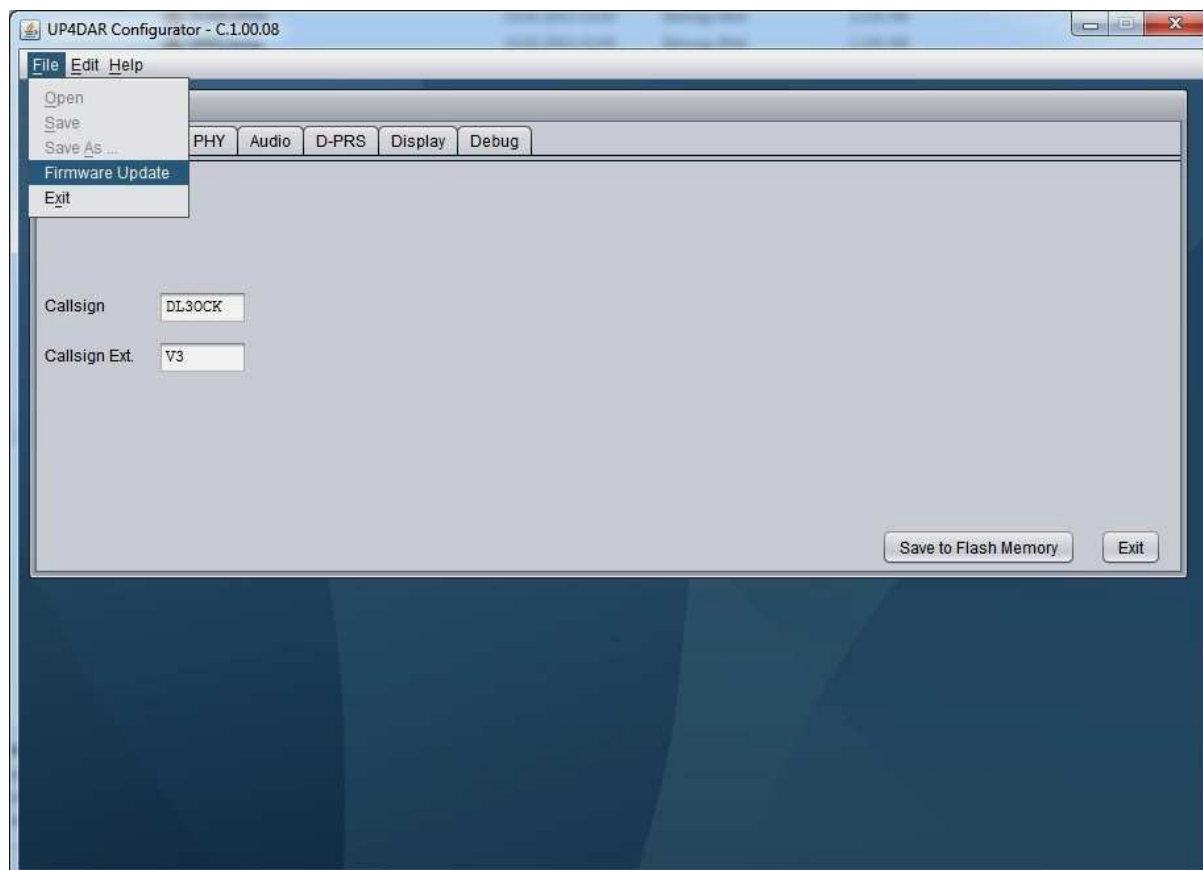 UP4DAR Configurator - C.1.00.08
File Edit Help
Open
Save
Save As ...
Firmware Update
Exit
PHY Audio D-PRS Display Debug
Callsign DL3OCK
Callsign Ext. V3
Save to Flash Memory Exit